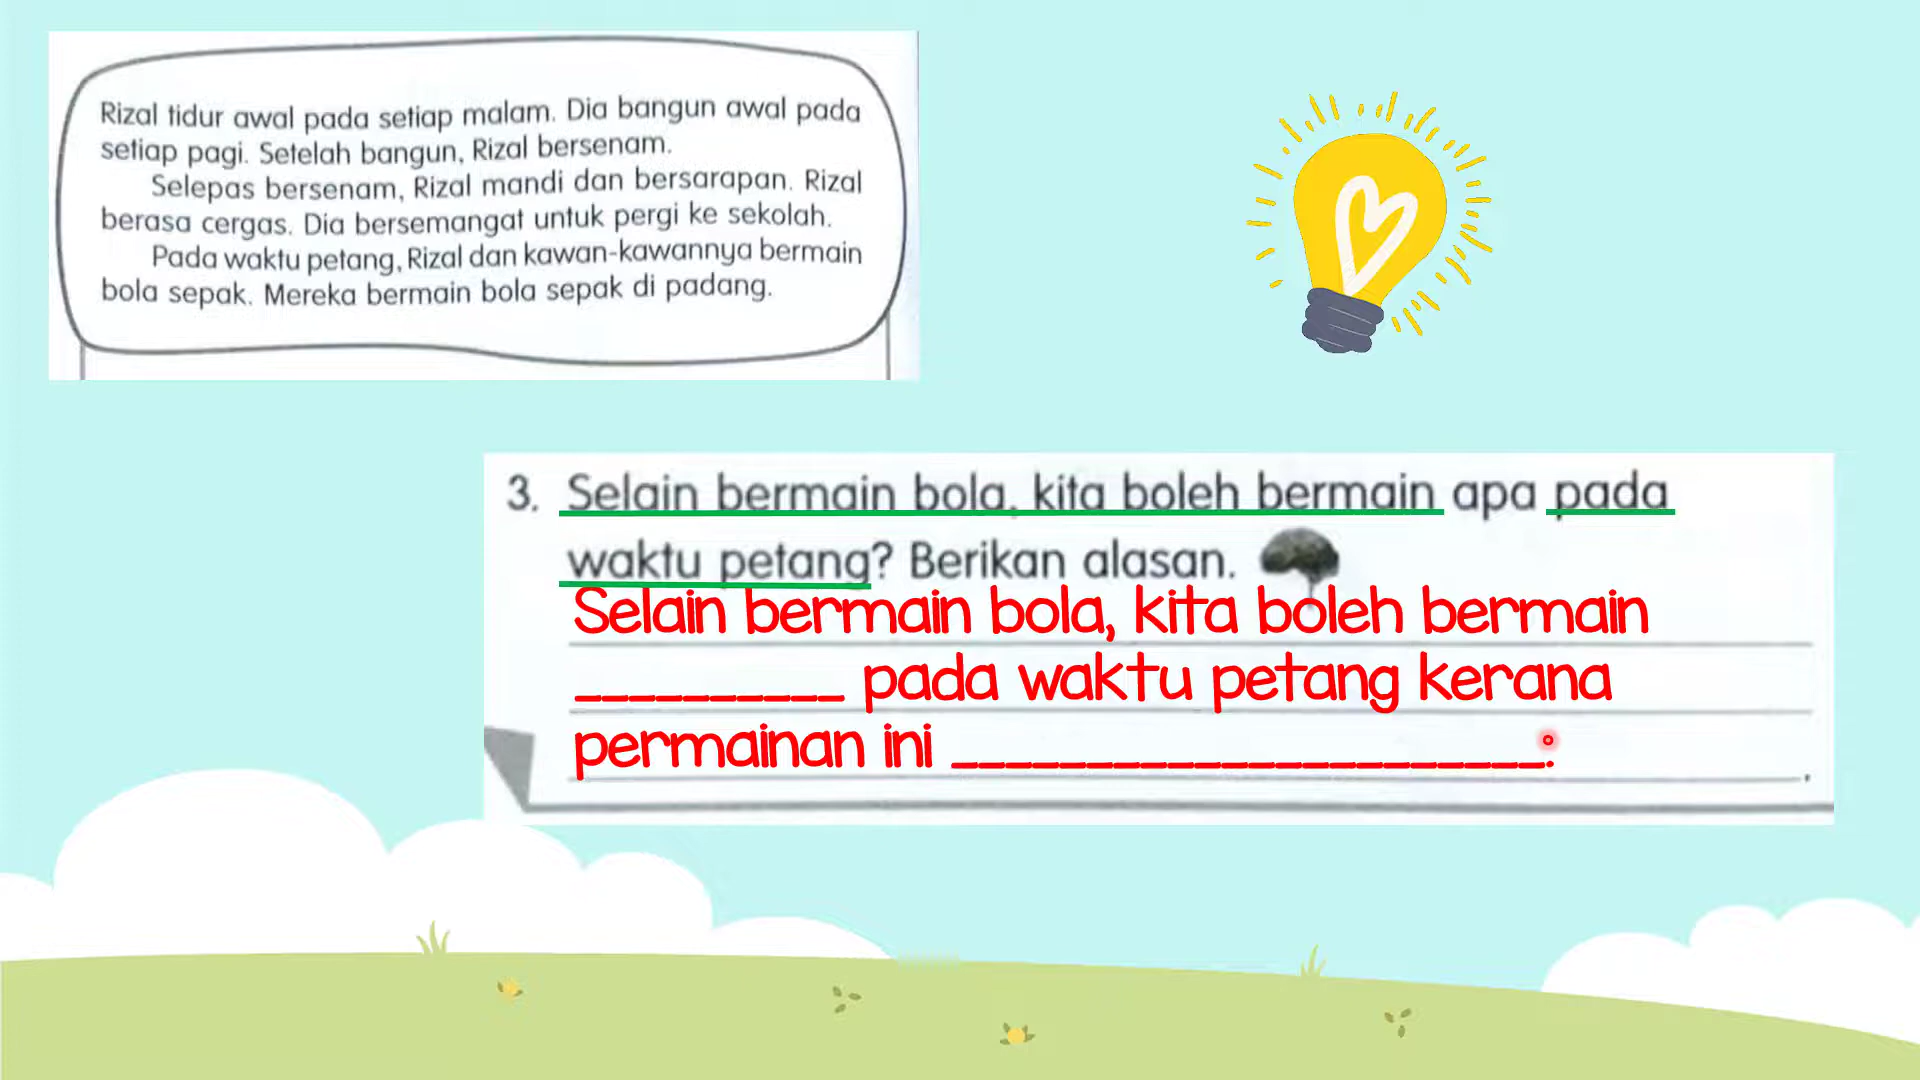 Rizal tidur awal pada setiap malam. Dia bangun awal pada
setiap pagi. Setelah bangun, Rizal bersenam.
Selepas bersenam, Rizal mandi dan bersarapan. Rizal
berasa cergas. Dia bersemangat untuk pergi ke sekolah.
Pada waktu petang, Rizal dan kawan-kawannya bermain
bola sepak. Mereka bermain bola sepak di padang.
3. Selain bermain bola, kita boleh bermain apa pada
waktu petang? Berikan alasan.
Selain bermain bola, kita boleh bermain
__________ pada waktu petang kerana
permainan ini ______________________.